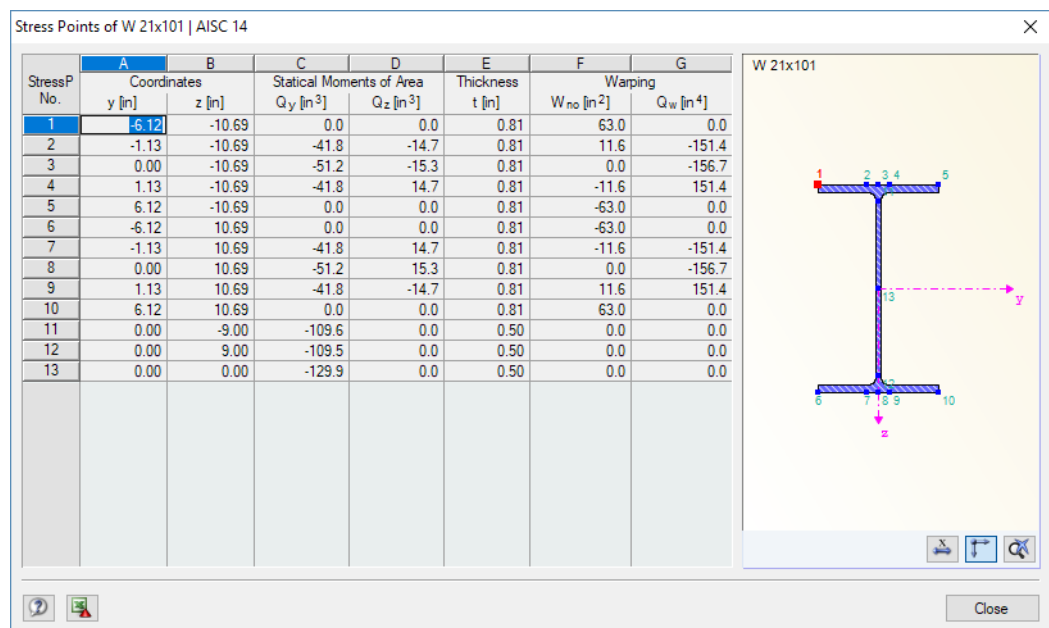 Stress Points of W 21x101 | AISC 14
A B C D E F G
StressP Coordinates Statical Moments of Area Thickness Warping
No. y [in] z [in] Qy [in3] Qz [in3] t [in] Wno [in2] Qw [in4]
1 -6.12 -10.69 0.0 0.0 0.81 63.0 0.0
2 -1.13 -10.69 -41.8 -14.7 0.81 11.6 -151.4
3 0.00 -10.69 -51.2 -15.3 0.81 0.0 -156.7
4 1.13 -10.69 -41.8 14.7 0.81 -11.6 151.4
5 6.12 -10.69 0.0 0.0 0.81 -63.0 0.0
6 -6.12 10.69 0.0 0.0 0.81 -63.0 0.0
7 -1.13 10.69 -41.8 14.7 0.81 -11.6 -151.4
8 0.00 10.69 -51.2 15.3 0.81 0.0 -156.7
9 1.13 10.69 -41.8 -14.7 0.81 11.6 151.4
10 6.12 10.69 0.0 0.0 0.81 63.0 0.0
11 0.00 -9.00 -109.6 0.0 0.50 0.0 0.0
12 0.00 9.00 -109.5 0.0 0.50 0.0 0.0
13 0.00 0.00 -129.9 0.0 0.50 0.0 0.0
W 21x101
1 2 3 4 5
13
y
6 7 8 9 10
z
x
Close